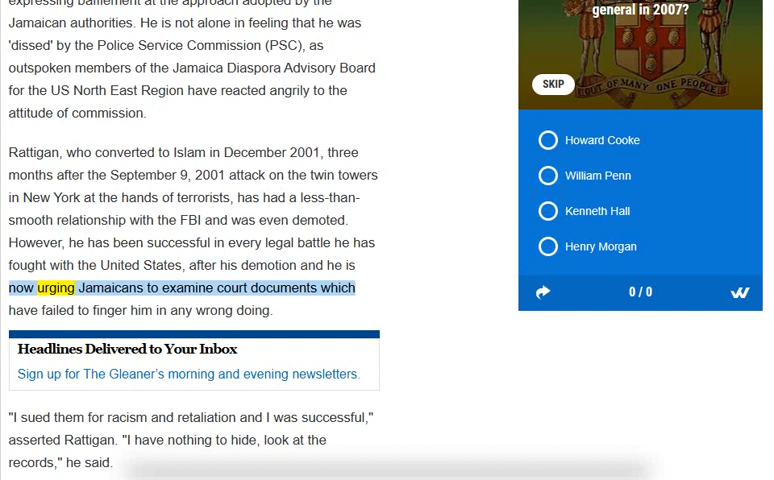 expressing bafflement at the approach adopted by the
Jamaican authorities. He is not alone in feeling that he was
'dissed' by the Police Service Commission (PSC), as
outspoken members of the Jamaica Diaspora Advisory Board
for the US North East Region have reacted angrily to the
attitude of commission.
Rattigan, who converted to Islam in December 2001, three
months after the September 9, 2001 attack on the twin towers
in New York at the hands of terrorists, has had a less-than-
smooth relationship with the FBI and was even demoted.
However, he has been successful in every legal battle he has
fought with the United States, after his demotion and he is
now urging Jamaicans to examine court documents which
have failed to finger him in any wrong doing.
Headlines Delivered to Your Inbox
Sign up for The Gleaner’s morning and evening newsletters.
"I sued them for racism and retaliation and I was successful,"
asserted Rattigan. "I have nothing to hide, look at the
records," he said.
general in 2007?
OUT OF MANY ONE PEOPLE
SKIP
Howard Cooke
William Penn
Kenneth Hall
Henry Morgan
0 / 0